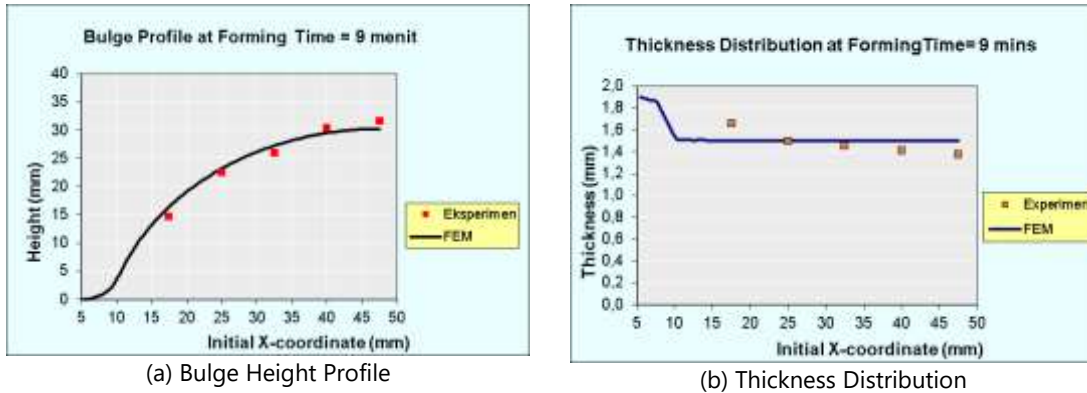 Bulge Profile at Forming Time = 9 menit
40
35
30
25
20
15
10
5
0
Height (mm)
5 10 15 20 25 30 35 40 45 50
Initial X-coordinate (mm)
Eksperimen
FEM
(a) Bulge Height Profile
Thickness Distribution at FormingTime= 9 mins
2,0
1,8
1,6
1,4
1,2
1,0
0,8
0,6
0,4
0,2
0,0
Thickness (mm)
5 10 15 20 25 30 35 40 45 50
Initial X-coordinate (mm)
Experimen
FEM
(b) Thickness Distribution